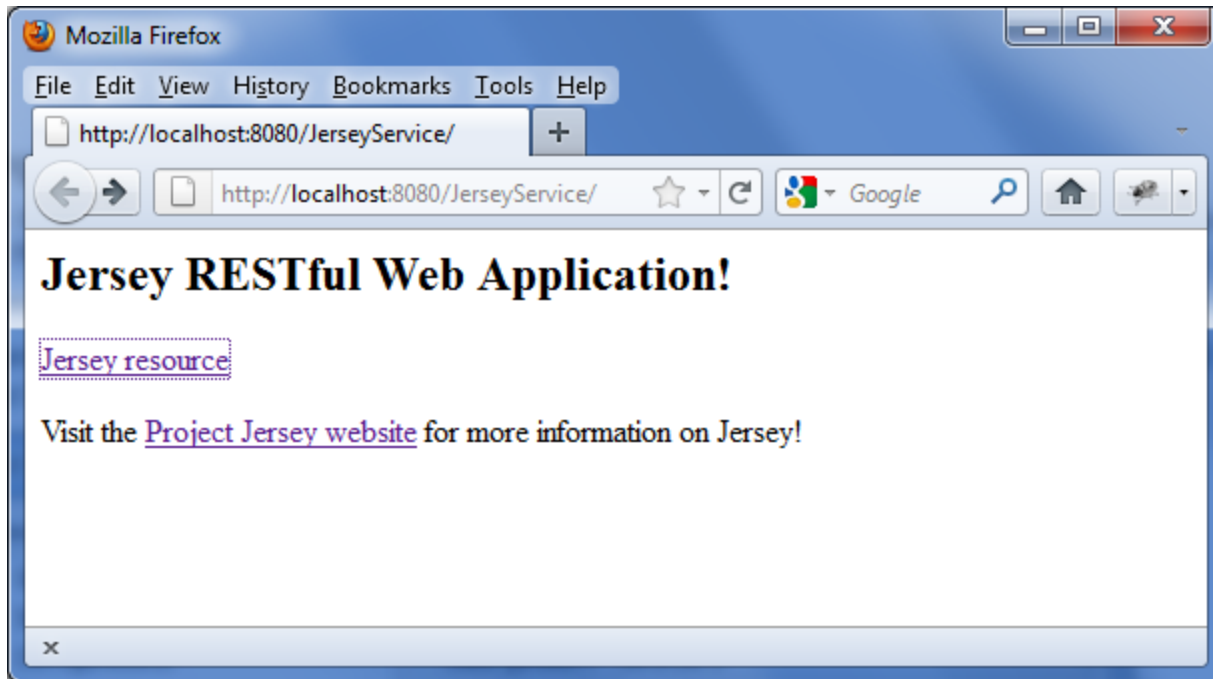 Mozilla Firefox
File Edit View History Bookmarks Tools Help
http://localhost:8080/JerseyService/
http://localhost:8080/JerseyService/ Google
Jersey RESTful Web Application!
Jersey resource
Visit the Project Jersey website for more information on Jersey!